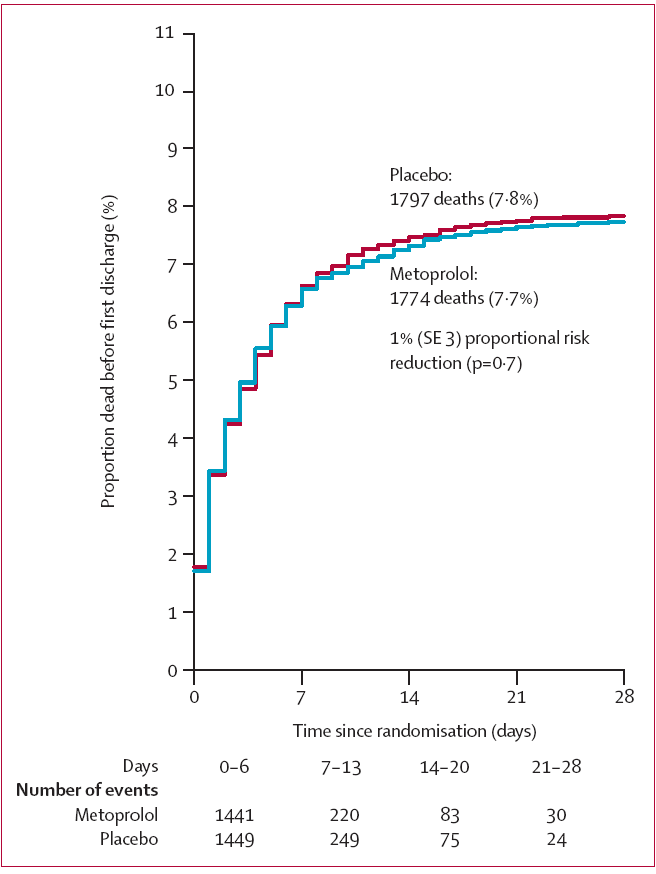 11
10
9
8
7
6
5
4
3
2
1
0
Proportion dead before first discharge (%)
Placebo:
1797 deaths (7·8%)
Metoprolol:
1774 deaths (7·7%)
1% (SE 3) proportional risk
reduction (p=0·7)
0 7 14 21 28
Time since randomisation (days)
Days 0–6 7–13 14–20 21–28
Number of events
Metoprolol 1441 220 83 30
Placebo 1449 249 75 24